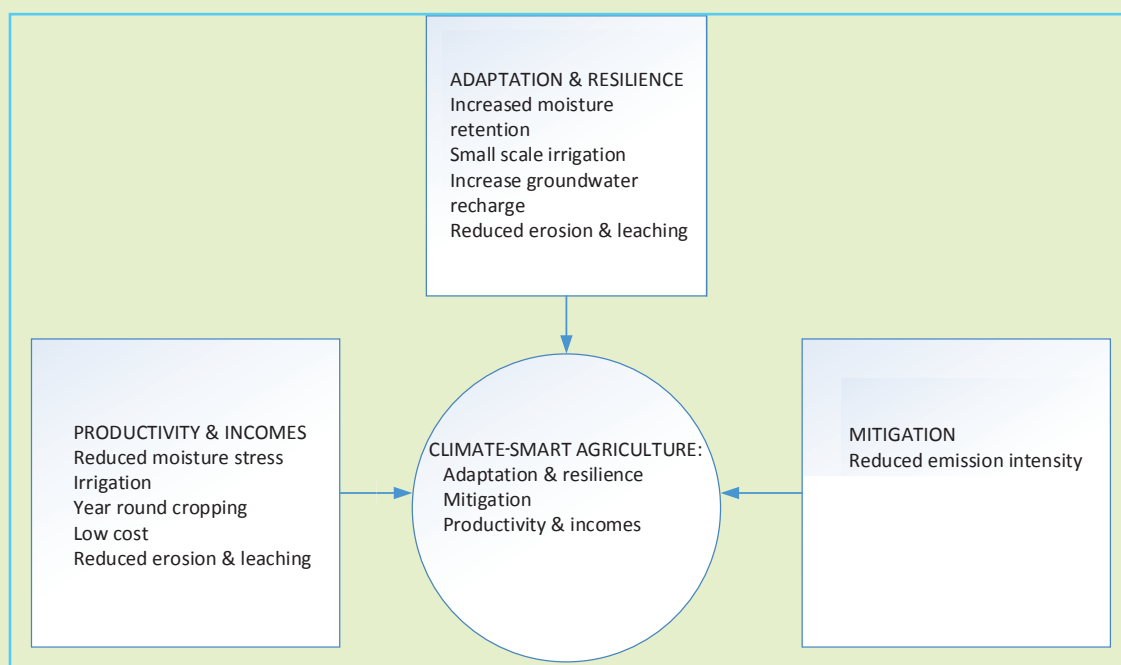 ADAPTATION & RESILIENCE
Increased moisture
retention
Small scale irrigation
Increase groundwater
recharge
Reduced erosion & leaching
PRODUCTIVITY & INCOMES
Reduced moisture stress
Irrigation
Year round cropping
Low cost
Reduced erosion & leaching
CLIMATE-SMART AGRICULTURE:
Adaptation & resilience
Mitigation
Productivity & incomes
MITIGATION
Reduced emission intensity